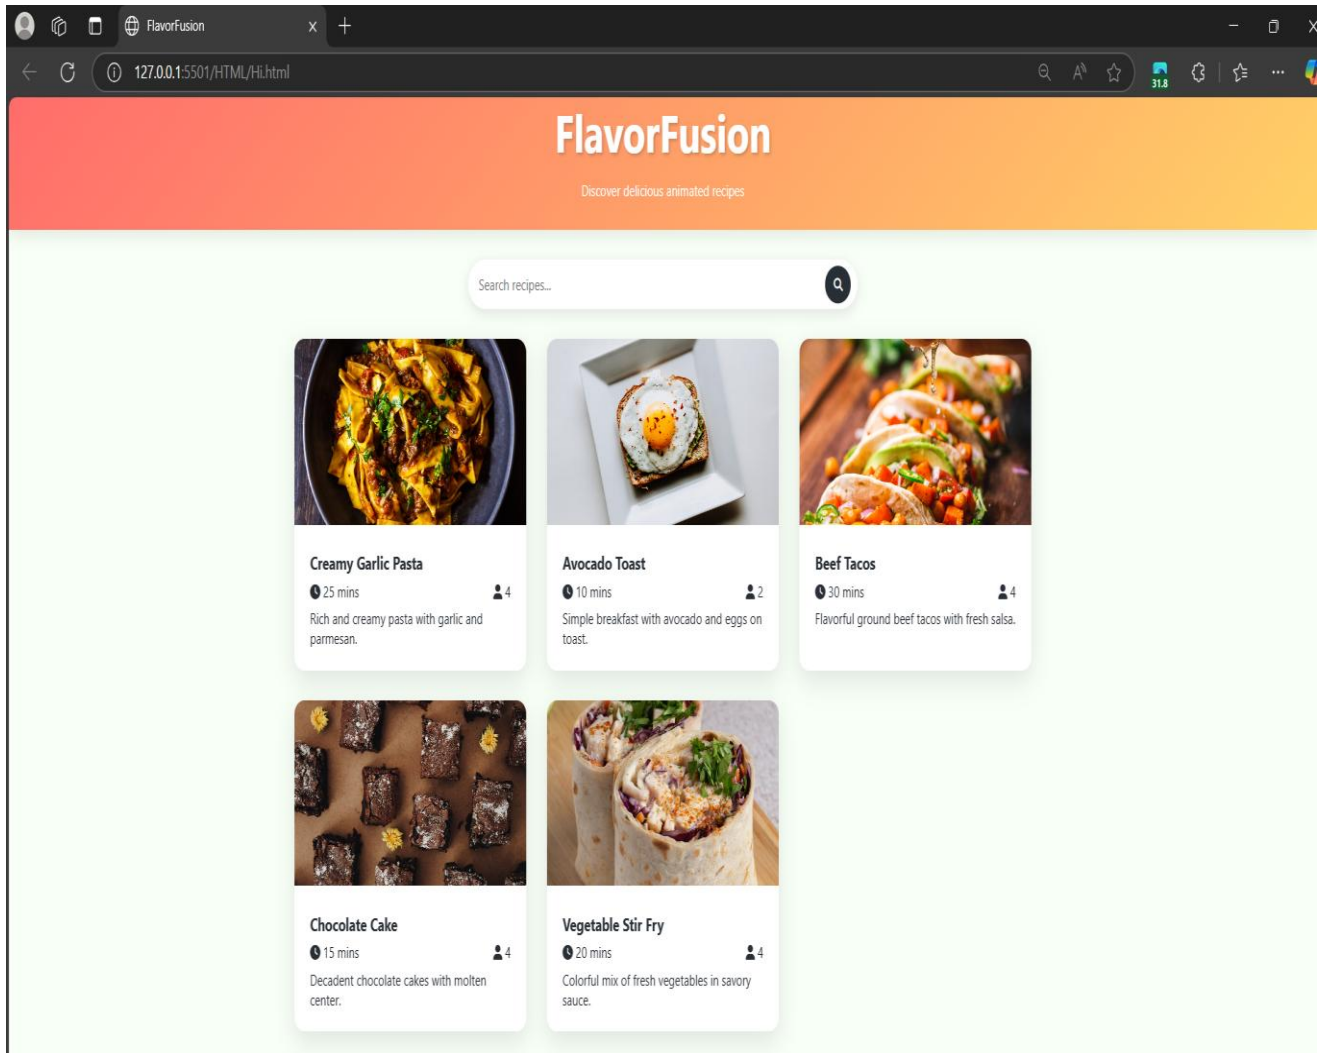 FlavorFusion
127.0.0.1:5501/HTML/Hi.html
31.8
FlavorFusion
Discover delicious animated recipes
Search recipes...
Creamy Garlic Pasta
25 mins 4
Rich and creamy pasta with garlic and
parmesan.
Avocado Toast
10 mins 2
Simple breakfast with avocado and eggs on
toast.
Beef Tacos
30 mins 4
Flavorful ground beef tacos with fresh salsa.
Chocolate Cake
15 mins 4
Decadent chocolate cakes with molten
center.
Vegetable Stir Fry
20 mins 4
Colorful mix of fresh vegetables in savory
sauce.